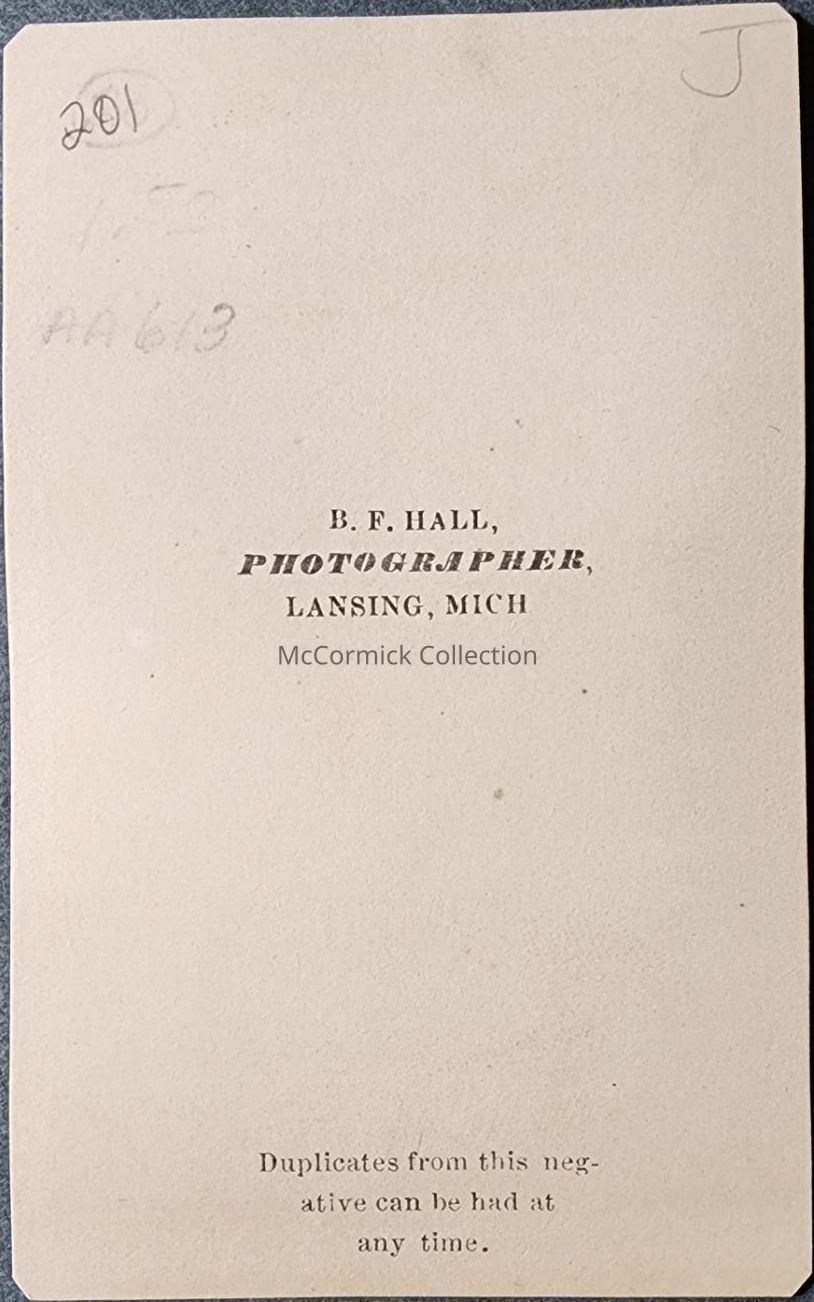 201
J
AA613
B. F. HALL,
PHOTOGRAPHER,
LANSING, MICH
McCormick Collection
Duplicates from this neg-
ative can be had at
any time.